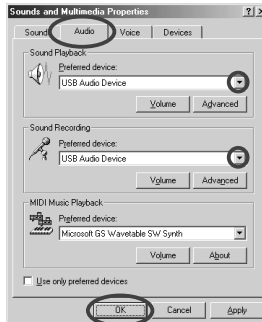 Sounds and Multimedia Properties
Sound Audio Voice Devices
Sound Playback
Preferred device:
USB Audio Device
Volume Advanced
Sound Recording
Preferred device:
USB Audio Device
Volume Advanced
MIDI Music Playback
Preferred device:
Microsoft GS Wavetable SW Synth
Volume About
Use only preferred devices
OK Cancel Apply